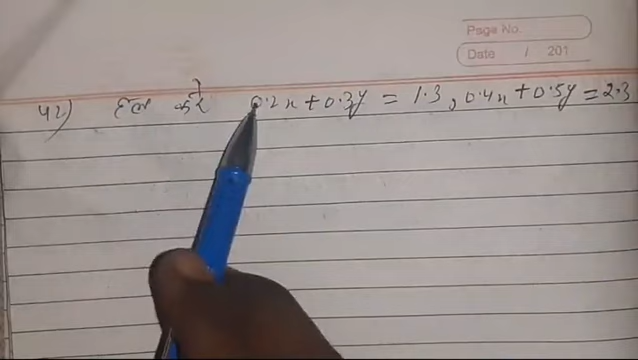 Page No.
Date / 201
42) हल करें 0.2x + 0.3y = 1.3, 0.4x + 0.5y = 2.3